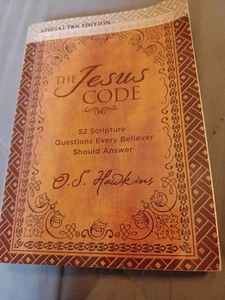 SPECIAL TBN EDITION
THE Jesus
CODE
52 Scripture
Questions Every Believer
Should Answer
O.S. Hawkins